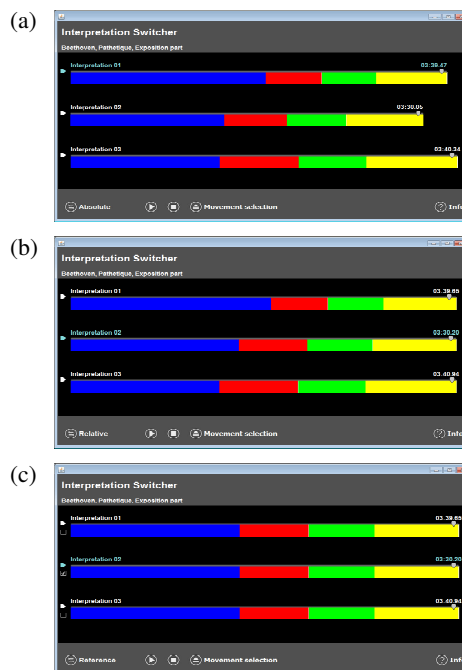 (a)
Interpretation Switcher
Beethoven, Pathetique, Exposition part
Interpretation 01 03:39.47
Interpretation 02 03:30.05
Interpretation 03 03:40.34
Absolute Movement selection Info
(b)
Interpretation Switcher
Beethoven, Pathetique, Exposition part
Interpretation 01 03:39.65
Interpretation 02 03:30.20
Interpretation 03 03:40.94
Relative Movement selection Info
(c)
Interpretation Switcher
Beethoven, Pathetique, Exposition part
Interpretation 01 03:39.65
Interpretation 02 03:30.20
Interpretation 03 03:40.94
Reference Movement selection Info